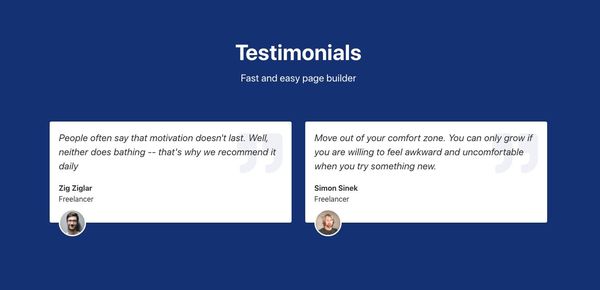 Testimonials
Fast and easy page builder
People often say that motivation doesn't last. Well,
neither does bathing -- that's why we recommend it
daily
Zig Ziglar
Freelancer
Move out of your comfort zone. You can only grow if
you are willing to feel awkward and uncomfortable
when you try something new.
Simon Sinek
Freelancer